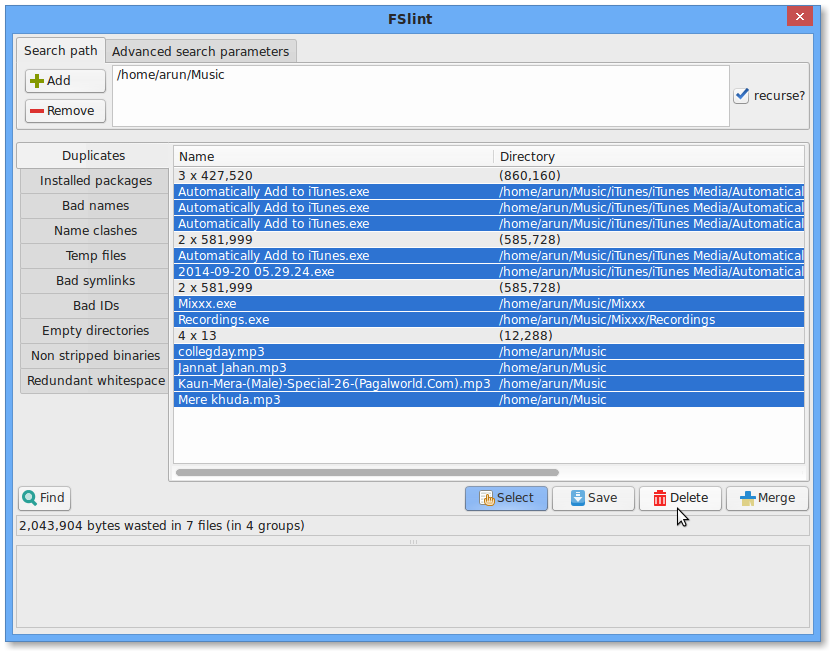 FSlint
Search path Advanced search parameters
Add
Remove
/home/arun/Music
recurse?
Duplicates
Installed packages
Bad names
Name clashes
Temp files
Bad symlinks
Bad IDs
Empty directories
Non stripped binaries
Redundant whitespace
Name Directory
3 x 427,520 (860,160)
Automatically Add to iTunes.exe /home/arun/Music/iTunes/iTunes Media/Automatical
Automatically Add to iTunes.exe /home/arun/Music/iTunes/iTunes Media/Automatical
Automatically Add to iTunes.exe /home/arun/Music/iTunes/iTunes Media/Automatical
2 x 581,999 (585,728)
Automatically Add to iTunes.exe /home/arun/Music/iTunes/iTunes Media/Automatical
2014-09-20 05.29.24.exe /home/arun/Music/iTunes/iTunes Media/Automatical
2 x 581,999 (585,728)
Mixxx.exe /home/arun/Music/Mixxx
Recordings.exe /home/arun/Music/Mixxx/Recordings
4 x 13 (12,288)
collegday.mp3 /home/arun/Music
Jannat Jahan.mp3 /home/arun/Music
Kaun-Mera-(Male)-Special-26-(Pagalworld.Com).mp3 /home/arun/Music
Mere khuda.mp3 /home/arun/Music
Find Select Save Delete Merge
2,043,904 bytes wasted in 7 files (in 4 groups)